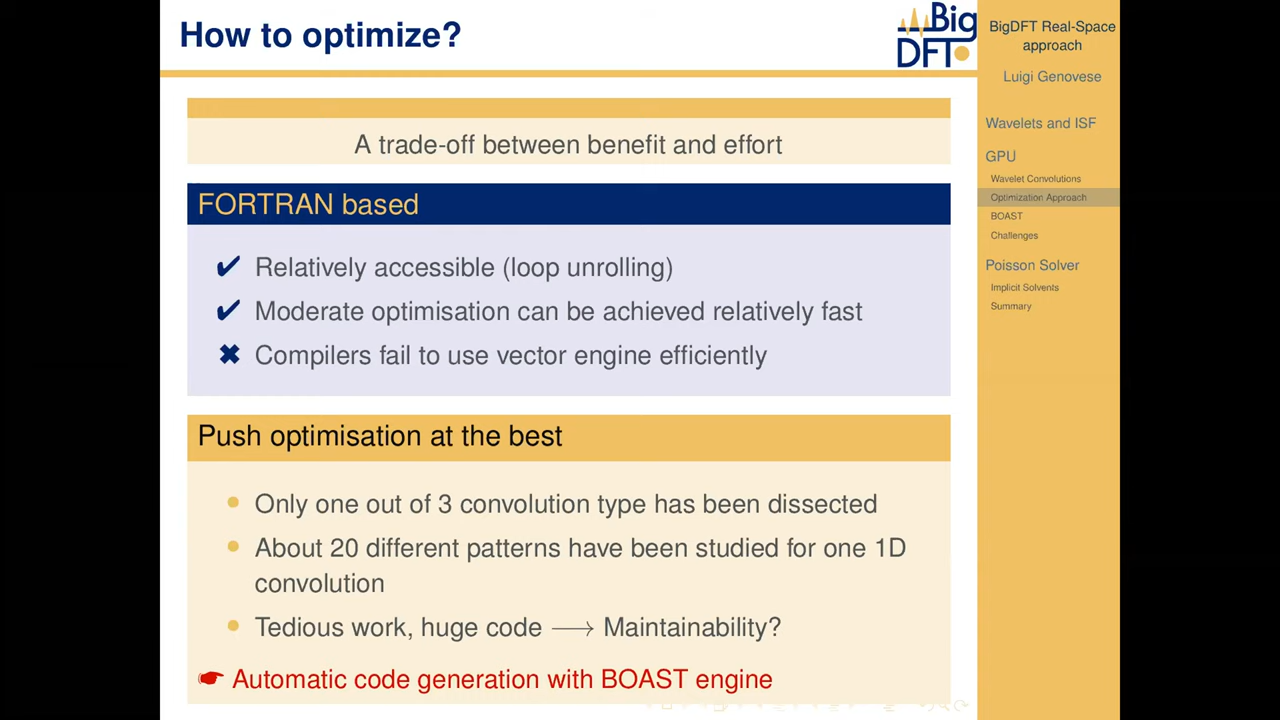 How to optimize?
Big
DFT
A trade-off between benefit and effort
FORTRAN based
✔ Relatively accessible (loop unrolling)
✔ Moderate optimisation can be achieved relatively fast
✖ Compilers fail to use vector engine efficiently
Push optimisation at the best
• Only one out of 3 convolution type has been dissected
• About 20 different patterns have been studied for one 1D
convolution
• Tedious work, huge code ⟶ Maintainability?
☛ Automatic code generation with BOAST engine
BigDFT Real-Space
approach
Luigi Genovese
Wavelets and ISF
GPU
Wavelet Convolutions
Optimization Approach
BOAST
Challenges
Poisson Solver
Implicit Solvents
Summary